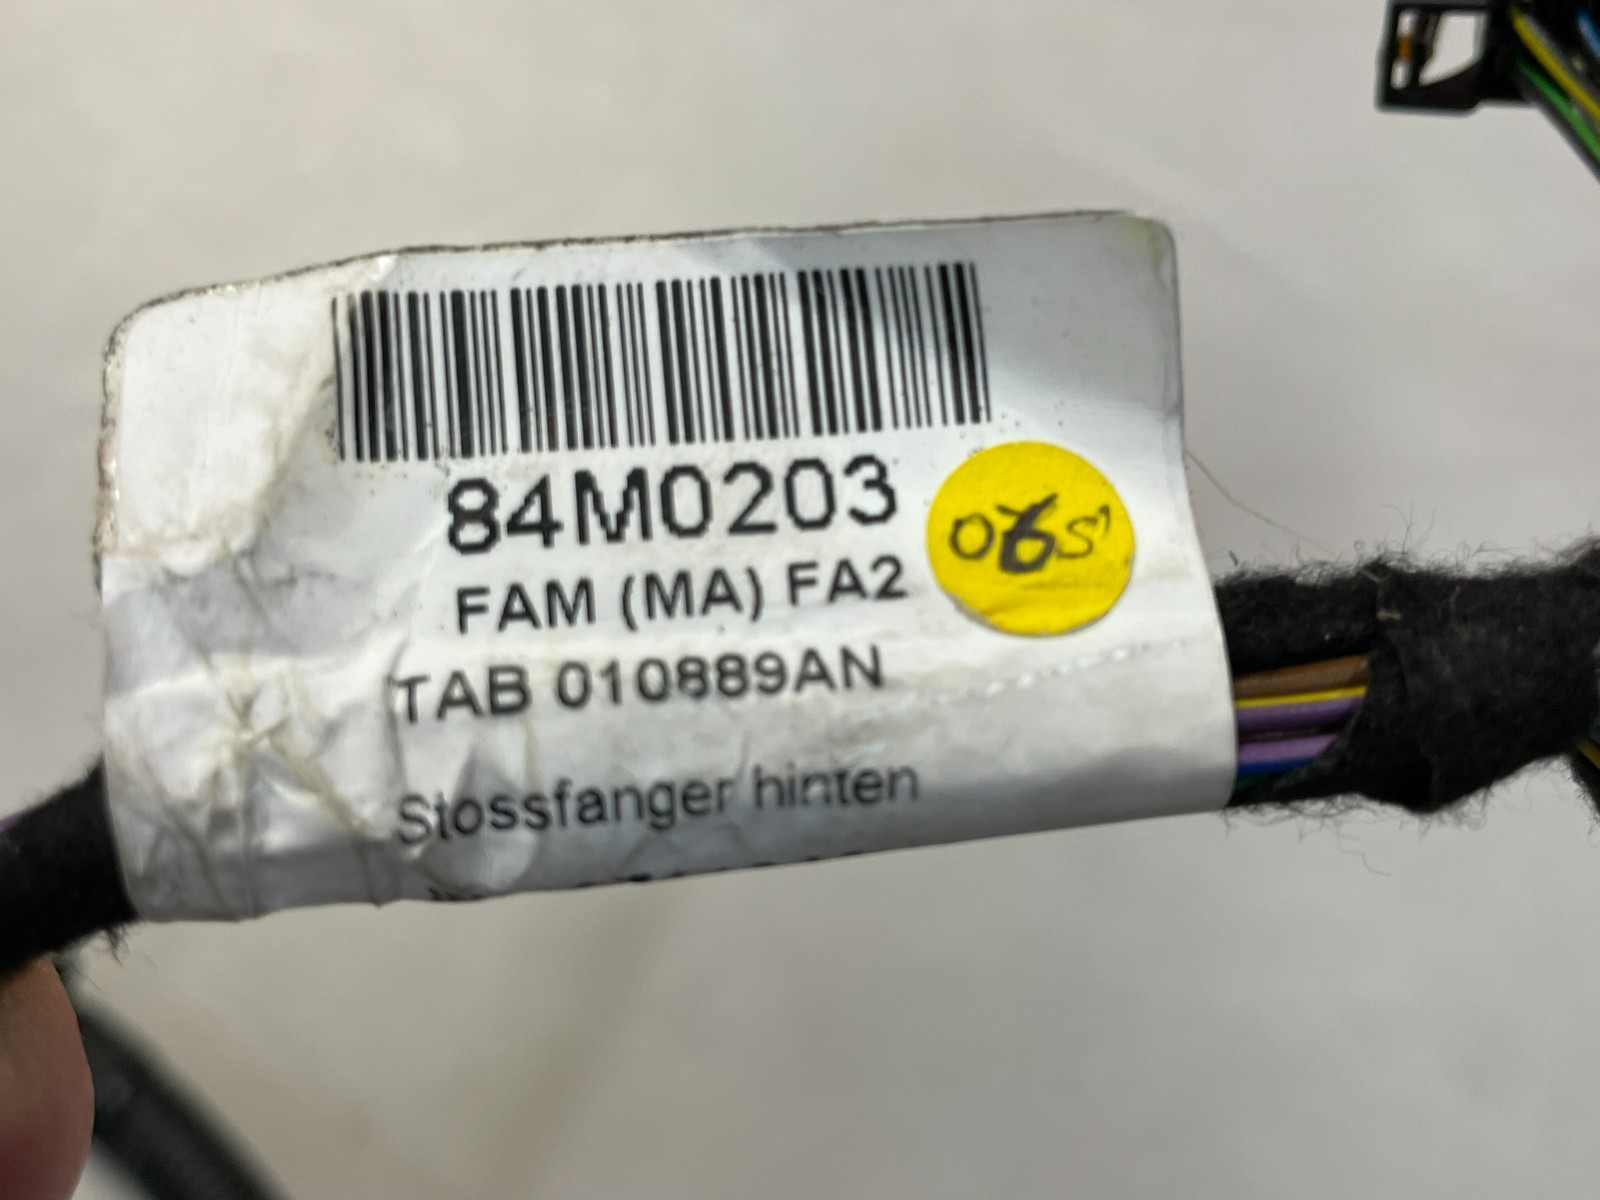 84M0203
FAM (MA) FA2
TAB 010889AN
Stossfanger hinten